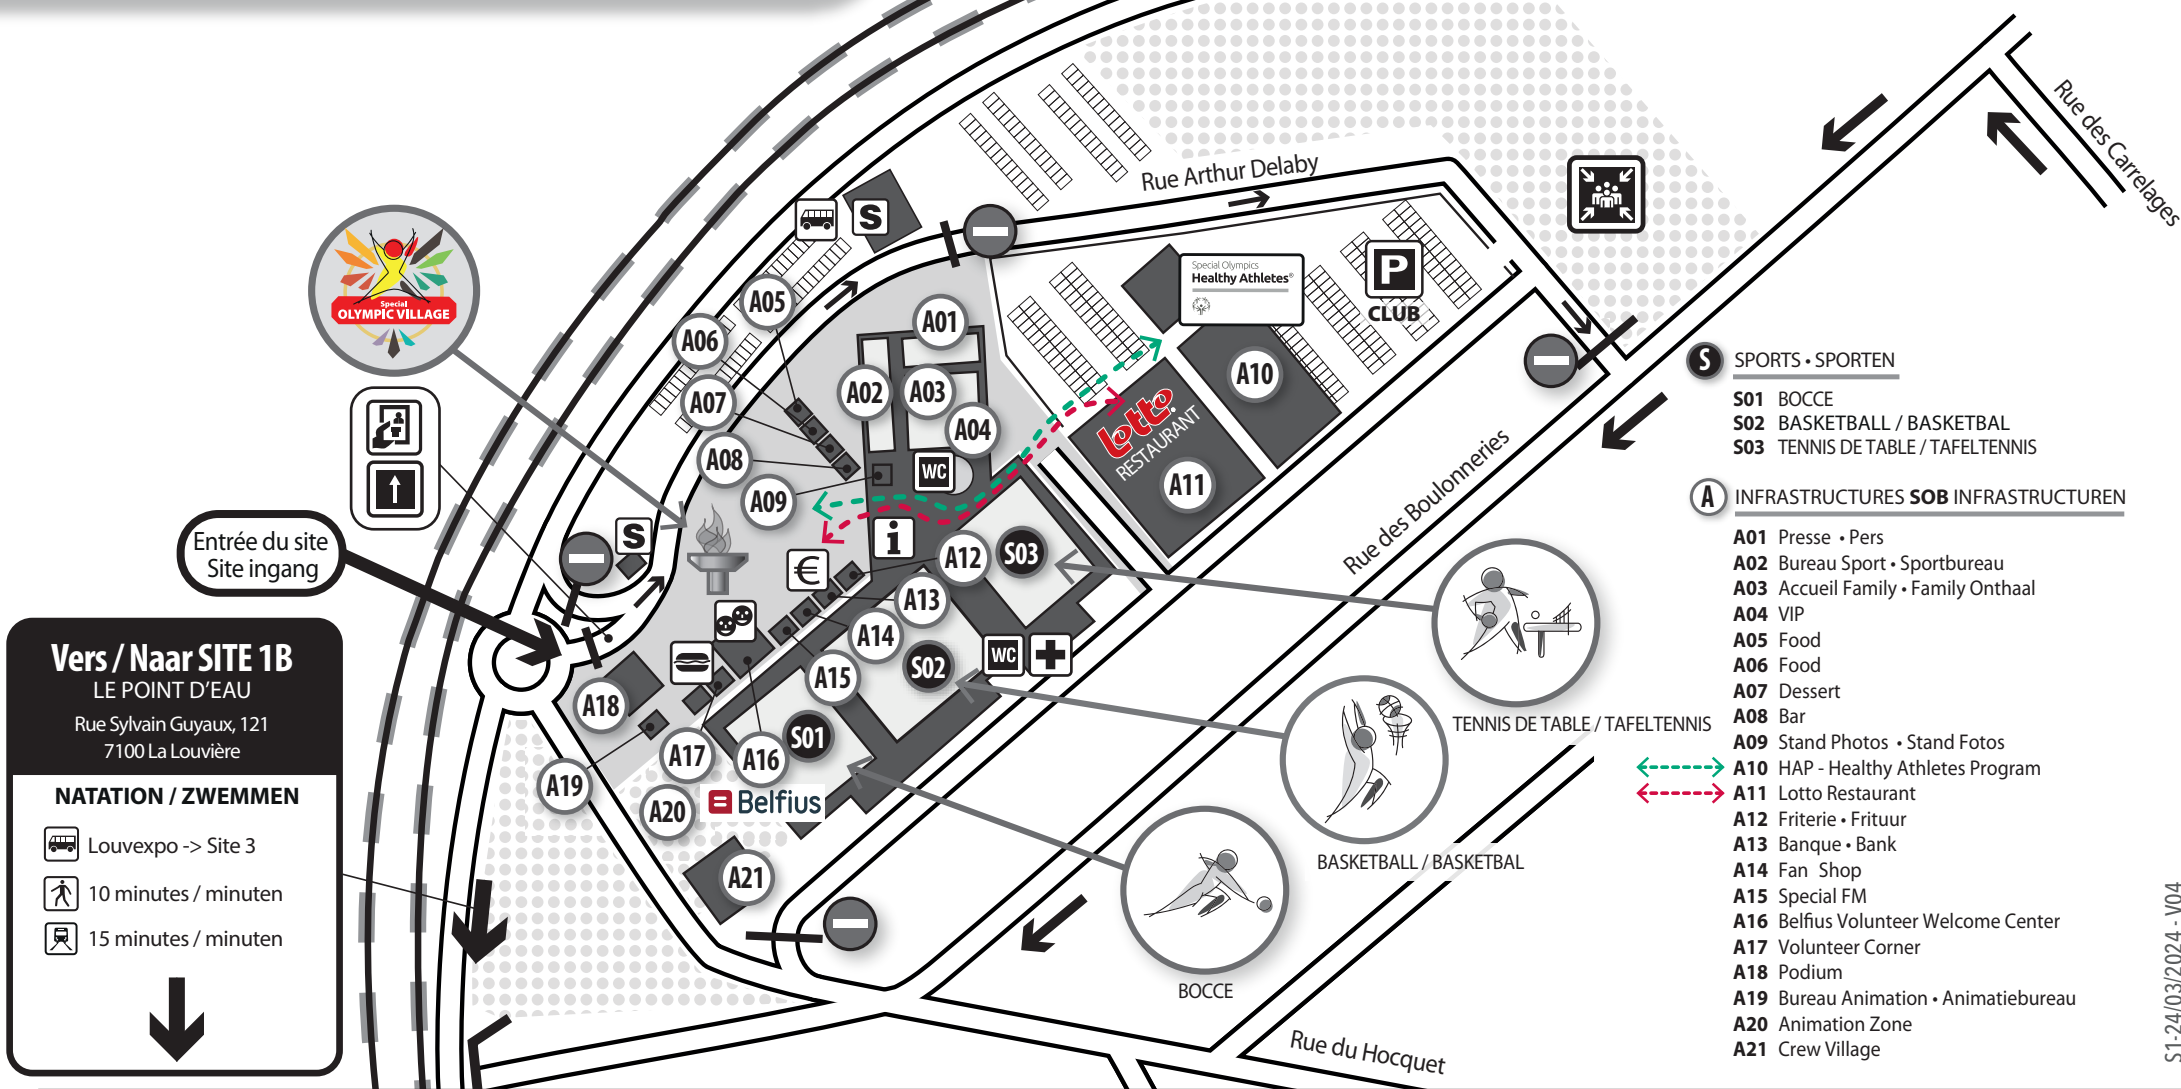 Rue des Carrelages
Rue Arthur Delaby
S
Special
OLYMPIC VILLAGE
Special Olympics
Healthy Athletes®
P
CLUB
A05
A01
A06
A07
A02
A03
A10
A04
A08
WC
Lotto
RESTAURANT
A11
A09
Rue des Boulonneries
S
Entrée du site
Site ingang
i
€
A12
S03
A13
A14
WC
A15
S02
A18
A17
A16
S01
A19
A20
Belfius
A21
TENNIS DE TABLE / TAFELTENNIS
BASKETBALL / BASKETBAL
BOCCE
Rue du Hocquet
Vers / Naar SITE 1B
LE POINT D'EAU
Rue Sylvain Guyaux, 121
7100 La Louvière
NATATION / ZWEMMEN
Louvexpo -> Site 3
10 minutes / minuten
15 minutes / minuten
S SPORTS • SPORTEN
S01 BOCCE
S02 BASKETBALL / BASKETBAL
S03 TENNIS DE TABLE / TAFELTENNIS
A INFRASTRUCTURES SOB INFRASTRUCTUREN
A01 Presse • Pers
A02 Bureau Sport • Sportbureau
A03 Accueil Family • Family Onthaal
A04 VIP
A05 Food
A06 Food
A07 Dessert
A08 Bar
A09 Stand Photos • Stand Fotos
A10 HAP - Healthy Athletes Program
A11 Lotto Restaurant
A12 Friterie • Frituur
A13 Banque • Bank
A14 Fan Shop
A15 Special FM
A16 Belfius Volunteer Welcome Center
A17 Volunteer Corner
A18 Podium
A19 Bureau Animation • Animatiebureau
A20 Animation Zone
A21 Crew Village
S1-24/03/2024 - V04